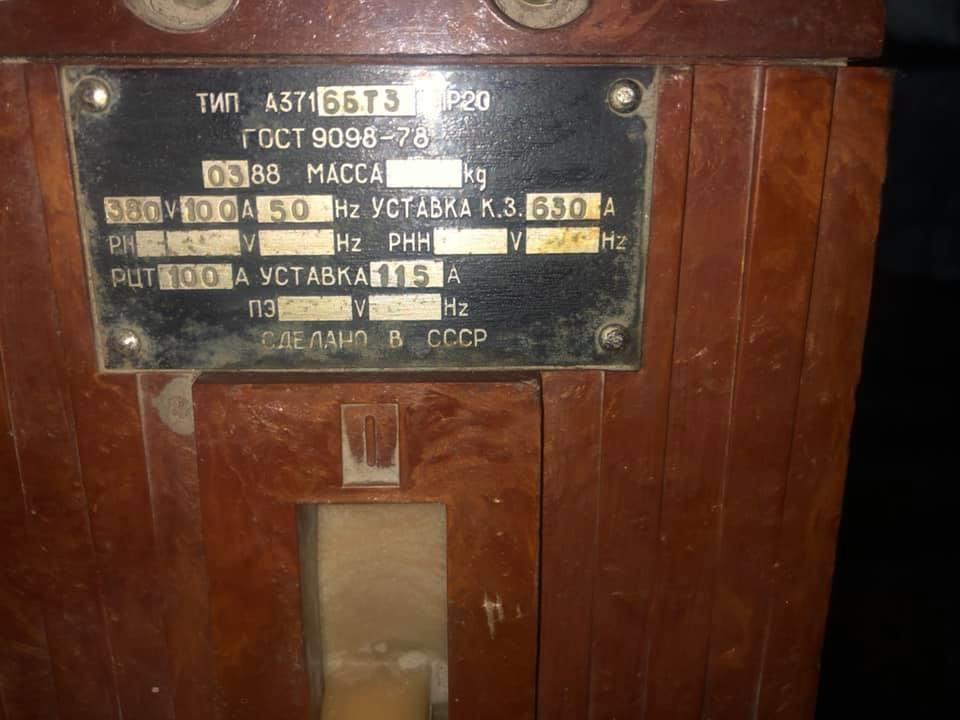 ТИП А3716БТ3 IP20
ГОСТ 9098-78
03 88 МАССА kg
380 V 100 А 50 Hz УСТАВКА К.З. 630 А
РН V Hz РНН V Hz
РЦТ 100 А УСТАВКА 115 А
ПЭ V Hz
СДЕЛАНО В СССР